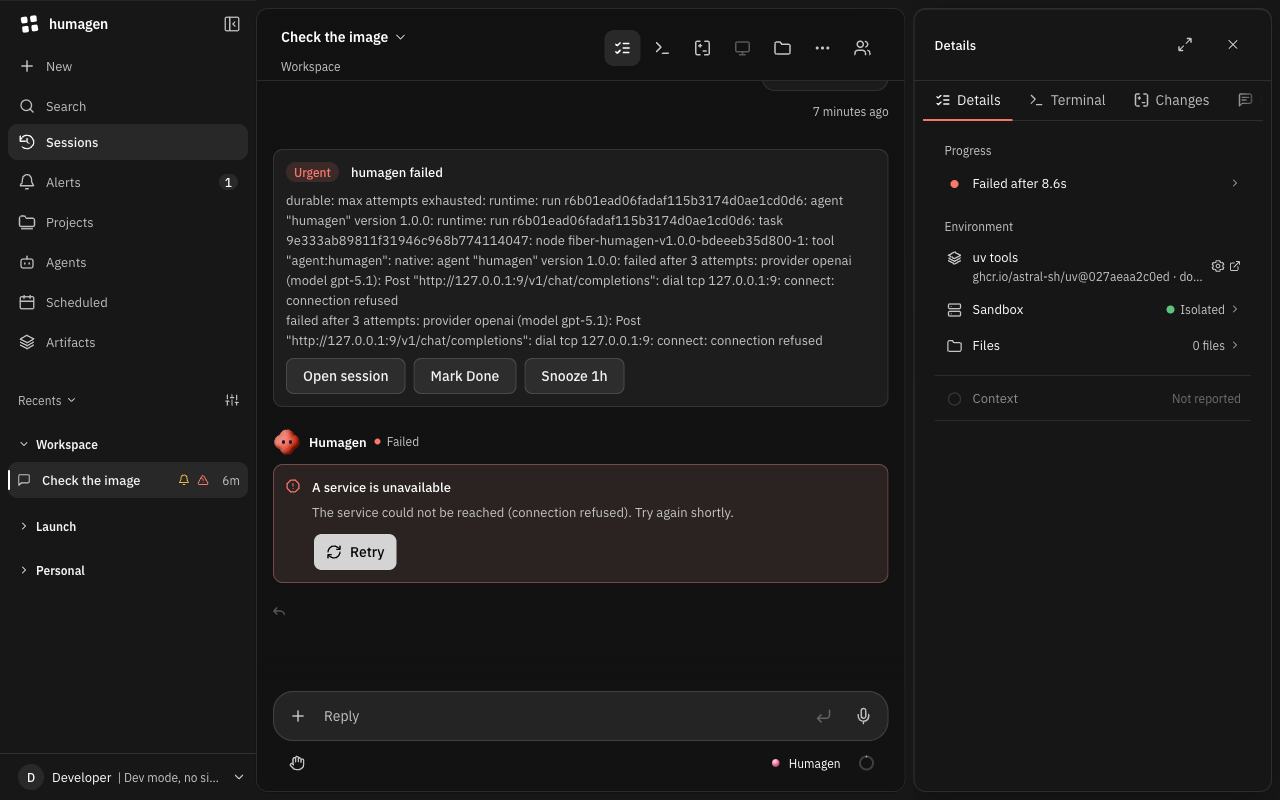 humagen
New
Search
Sessions
Alerts
1
Projects
Agents
Scheduled
Artifacts
Recents
Workspace
Check the image
6m
Launch
Personal
D
Developer | Dev mode, no si...
Check the image
Workspace
7 minutes ago
Urgent
humagen failed
durable: max attempts exhausted: runtime: run r6b01ead06fadaf115b3174d0ae1cd0d6: agent
"humagen" version 1.0.0: runtime: run r6b01ead06fadaf115b3174d0ae1cd0d6: task
9e333ab89811f31946c968b774114047: node fiber-humagen-v1.0.0-bdeeeb35d800-1: tool
"agent:humagen": native: agent "humagen" version 1.0.0: failed after 3 attempts: provider openai
(model gpt-5.1): Post "http://127.0.0.1:9/v1/chat/completions": dial tcp 127.0.0.1:9: connect:
connection refused
failed after 3 attempts: provider openai (model gpt-5.1): Post
"http://127.0.0.1:9/v1/chat/completions": dial tcp 127.0.0.1:9: connect: connection refused
Open session
Mark Done
Snooze 1h
Humagen
Failed
A service is unavailable
The service could not be reached (connection refused). Try again shortly.
Retry
Reply
Humagen
Details
Details
Terminal
Changes
Progress
Failed after 8.6s
Environment
uv tools
ghcr.io/astral-sh/uv@027aeaa2c0ed · do...
Sandbox
Isolated
Files
0 files
Context
Not reported